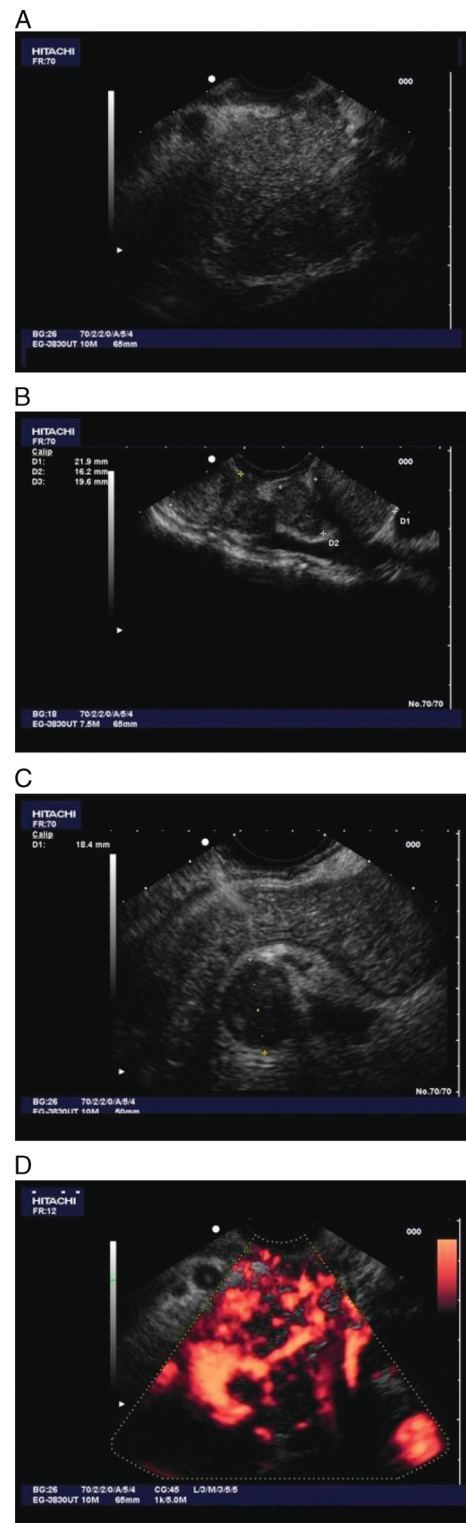 A
HITACHI
FR:70
000
BG:26 70/2/2/0/A/5/4
EG-3830UT 10M 65mm
B
HITACHI
FR:70
Calip
D1: 21.9 mm
D2: 16.2 mm
D3: 19.6 mm
000
D1
D2
No.70/70
BG:18 70/2/2/0/A/5/4
EG-3830UT 7.5M 65mm
C
HITACHI
FR:70
Calip
D1: 18.4 mm
000
No.70/70
BG:26 70/2/2/0/A/5/4
EG-3830UT 10M 50mm
D
HITACHI
FR:12
000
BG:26 70/2/2/0/A/5/4 CG:45 L/3/M/3/5/5
EG-3830UT 10M 65mm 1k/5.0M